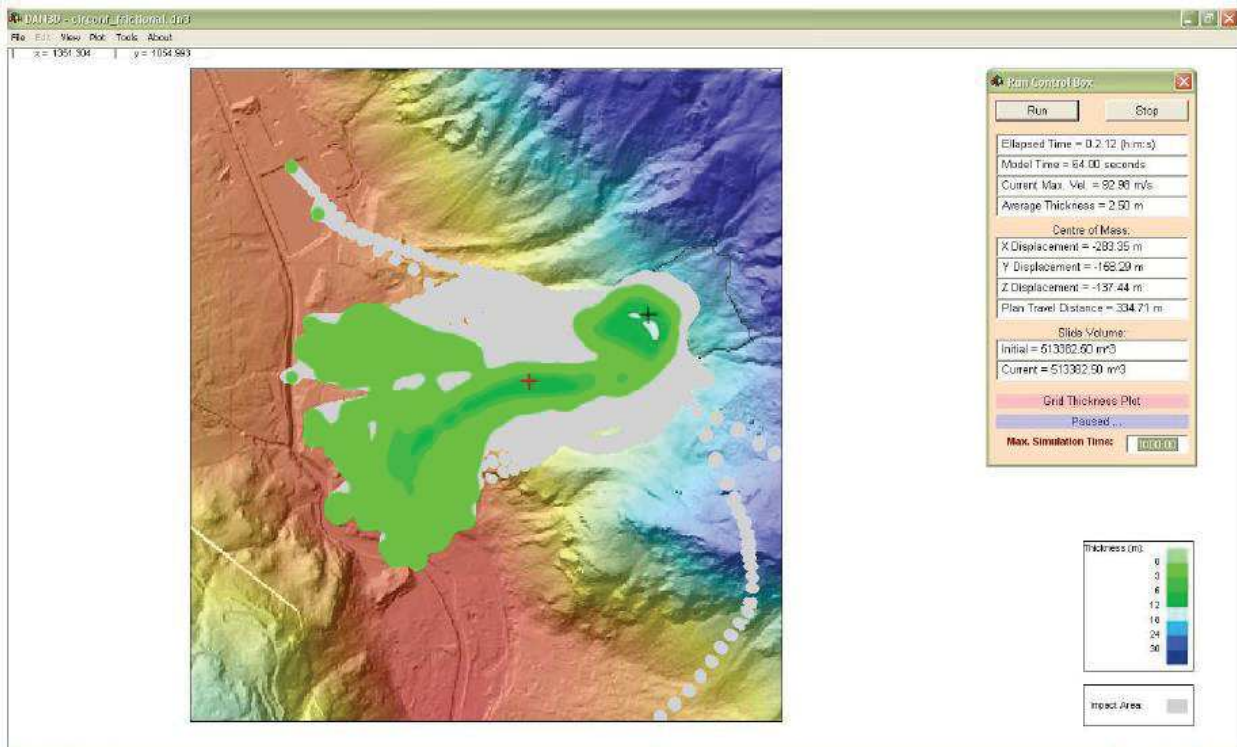 DAN3D - circonf_frictional.dn3
File Edit View Plot Tools About
x = 1351.304 y = 1054.993
Run Control Box
Run Stop
Ellapsed Time = 0:2:12 (h:m:s)
Model Time = 64.00 seconds
Current Max. Vel. = 82.98 m/s
Average Thickness = 2.50 m
Centre of Mass:
X Displacement = -283.35 m
Y Displacement = -168.29 m
Z Displacement = -137.44 m
Plan Travel Distance = 334.71 m
Slide Volume:
Initial = 513382.50 m^3
Current = 513382.50 m^3
Grid Thickness Plot
Paused ...
Max. Simulation Time: 1000.00
Thickness (m):
0
3
6
12
18
24
30
Impact Area: